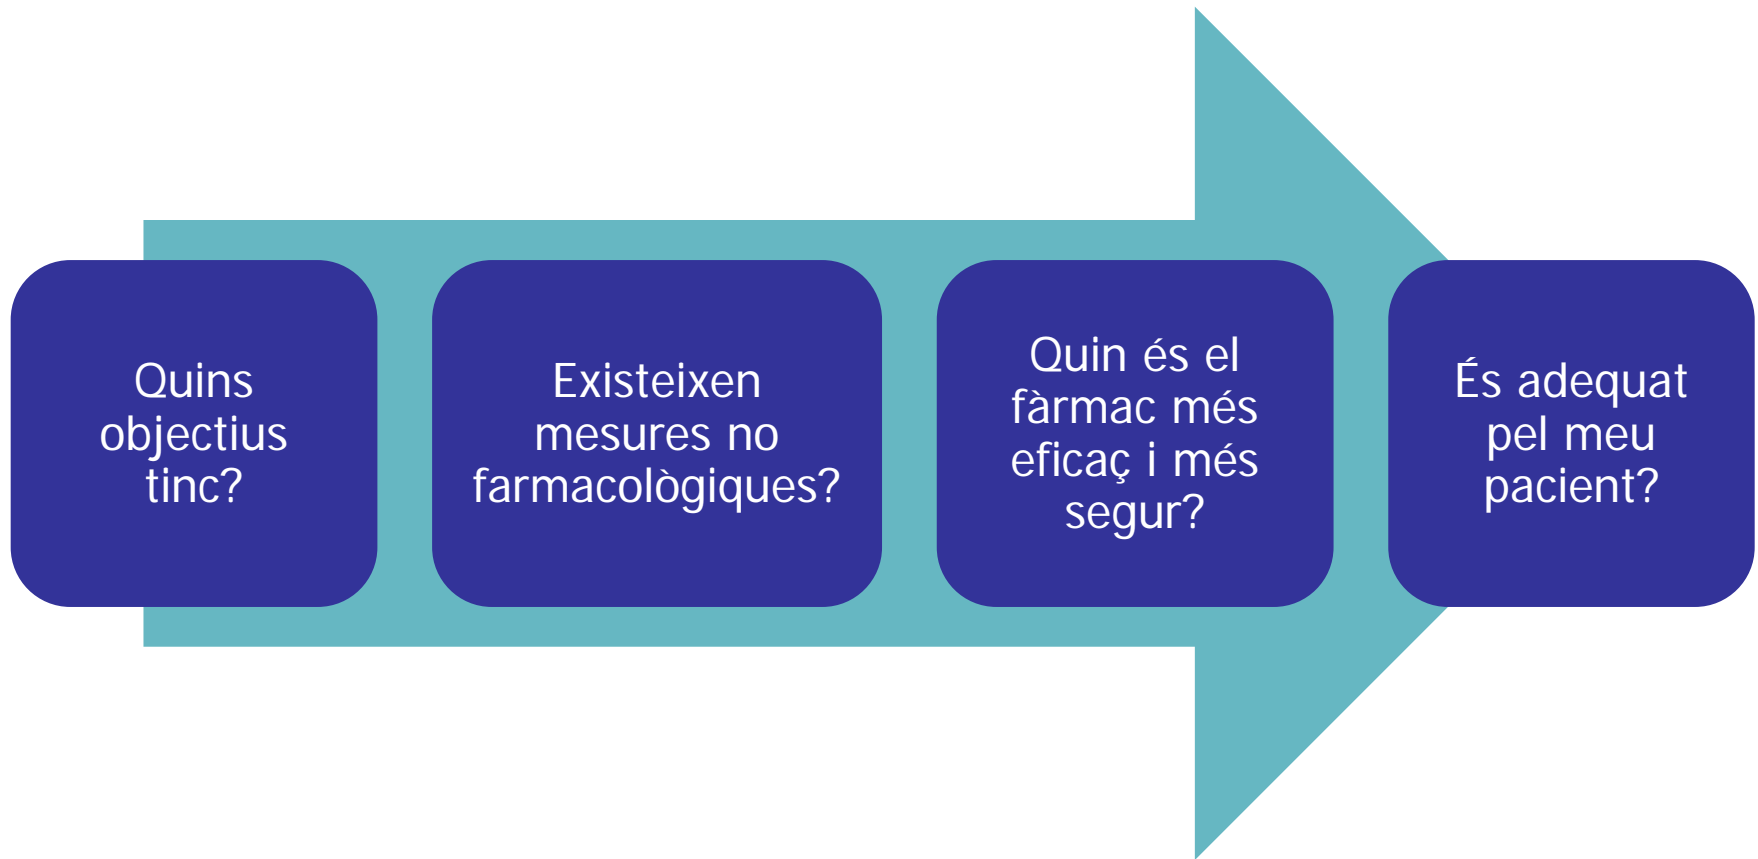 Quins
objectius
tinc?
Existeixen
mesures no
farmacològiques?
Quin és el
fàrmac més
eficaç i més
segur?
És adequat
pel meu
pacient?